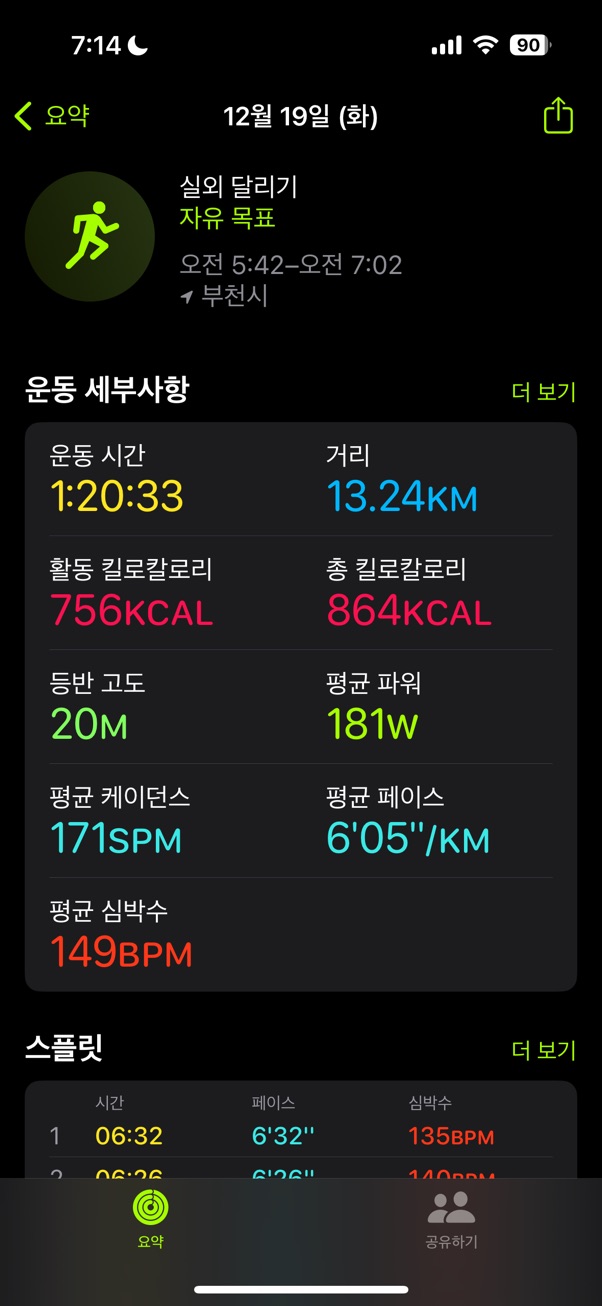 7:14
90
요약
12월 19일 (화)
실외 달리기
자유 목표
오전 5:42–오전 7:02
부천시
운동 세부사항
더 보기
운동 시간
거리
1:20:33
13.24KM
활동 킬로칼로리
총 킬로칼로리
756KCAL
864KCAL
등반 고도
평균 파워
20M
181W
평균 케이던스
평균 페이스
171SPM
6'05"/KM
평균 심박수
149BPM
스플릿
더 보기
시간
페이스
심박수
1 06:32 6'32'' 135BPM
2 06:26 6'26'' 140BPM
요약
공유하기